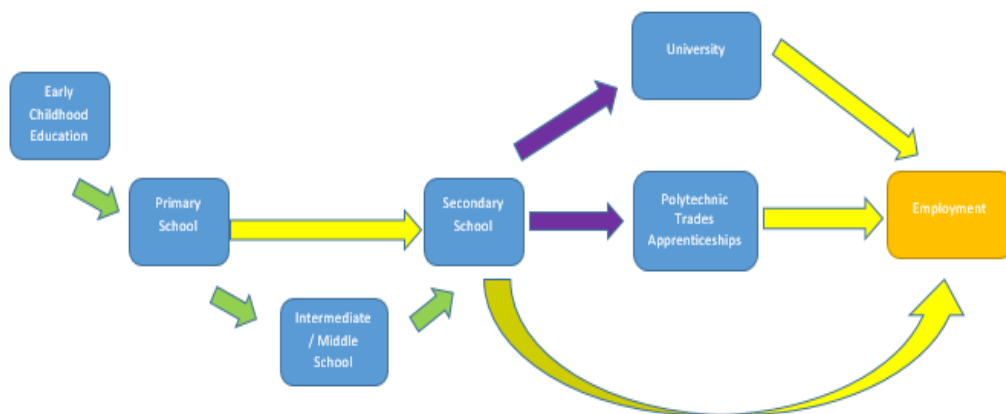 Early
Childhood
Education
Primary
School
Intermediate
/ Middle
School
Secondary
School
University
Polytechnic
Trades
Apprenticeships
Employment